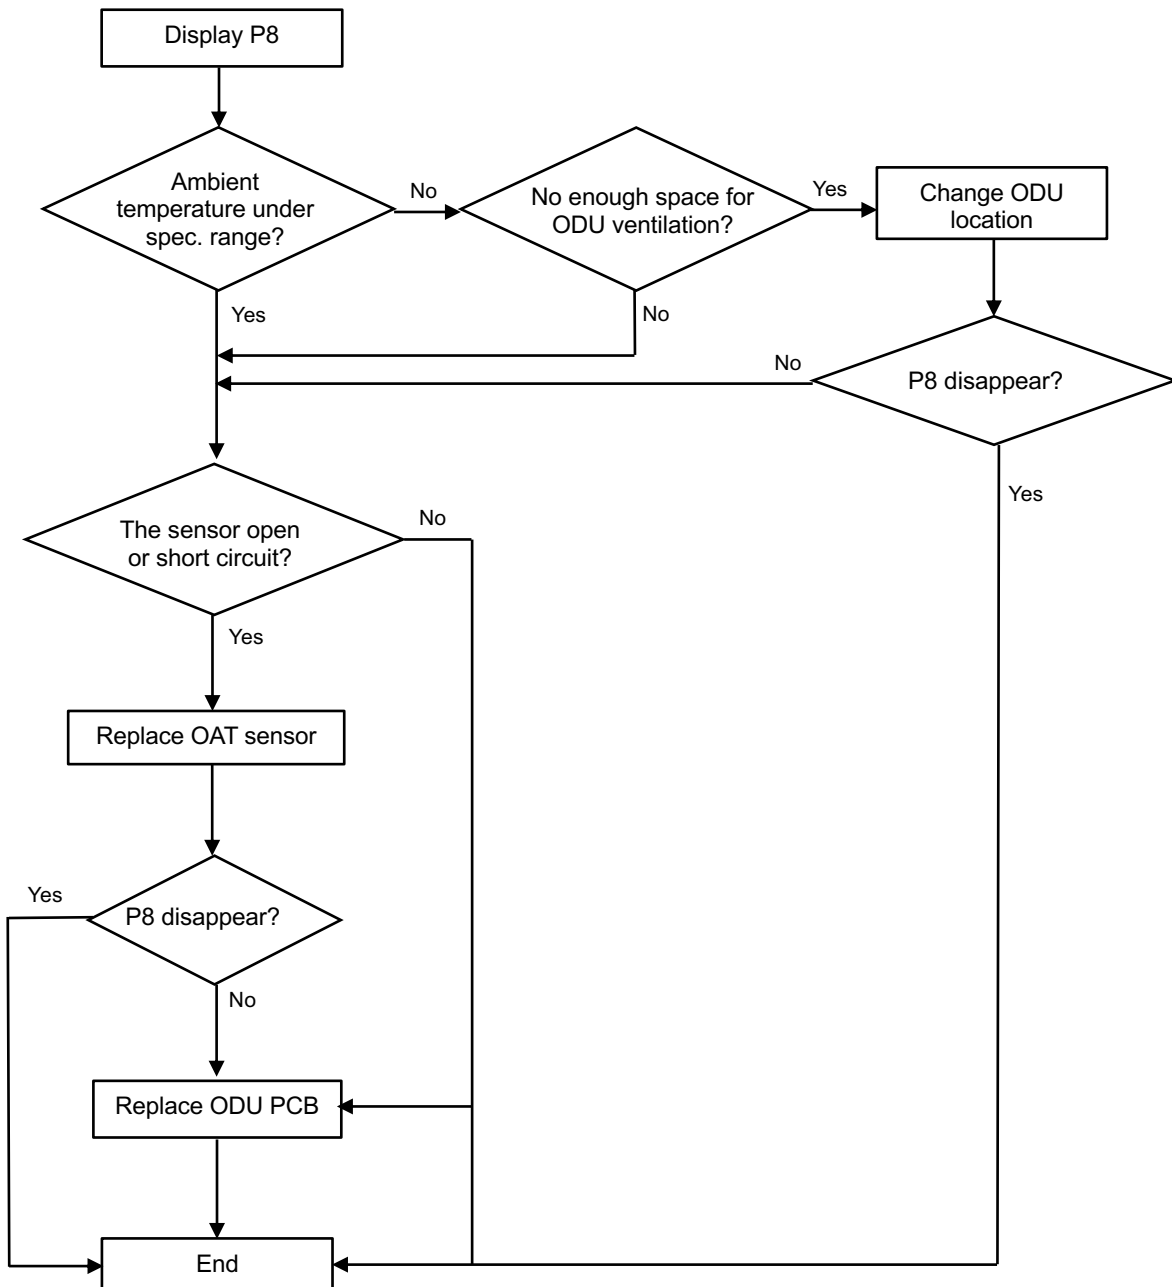 Display P8
Ambient
temperature under
spec. range?
No
No enough space for
ODU ventilation?
Yes
Change ODU
location
Yes
No
No
P8 disappear?
Yes
The sensor open
or short circuit?
No
Yes
Replace OAT sensor
Yes
P8 disappear?
No
Replace ODU PCB
End